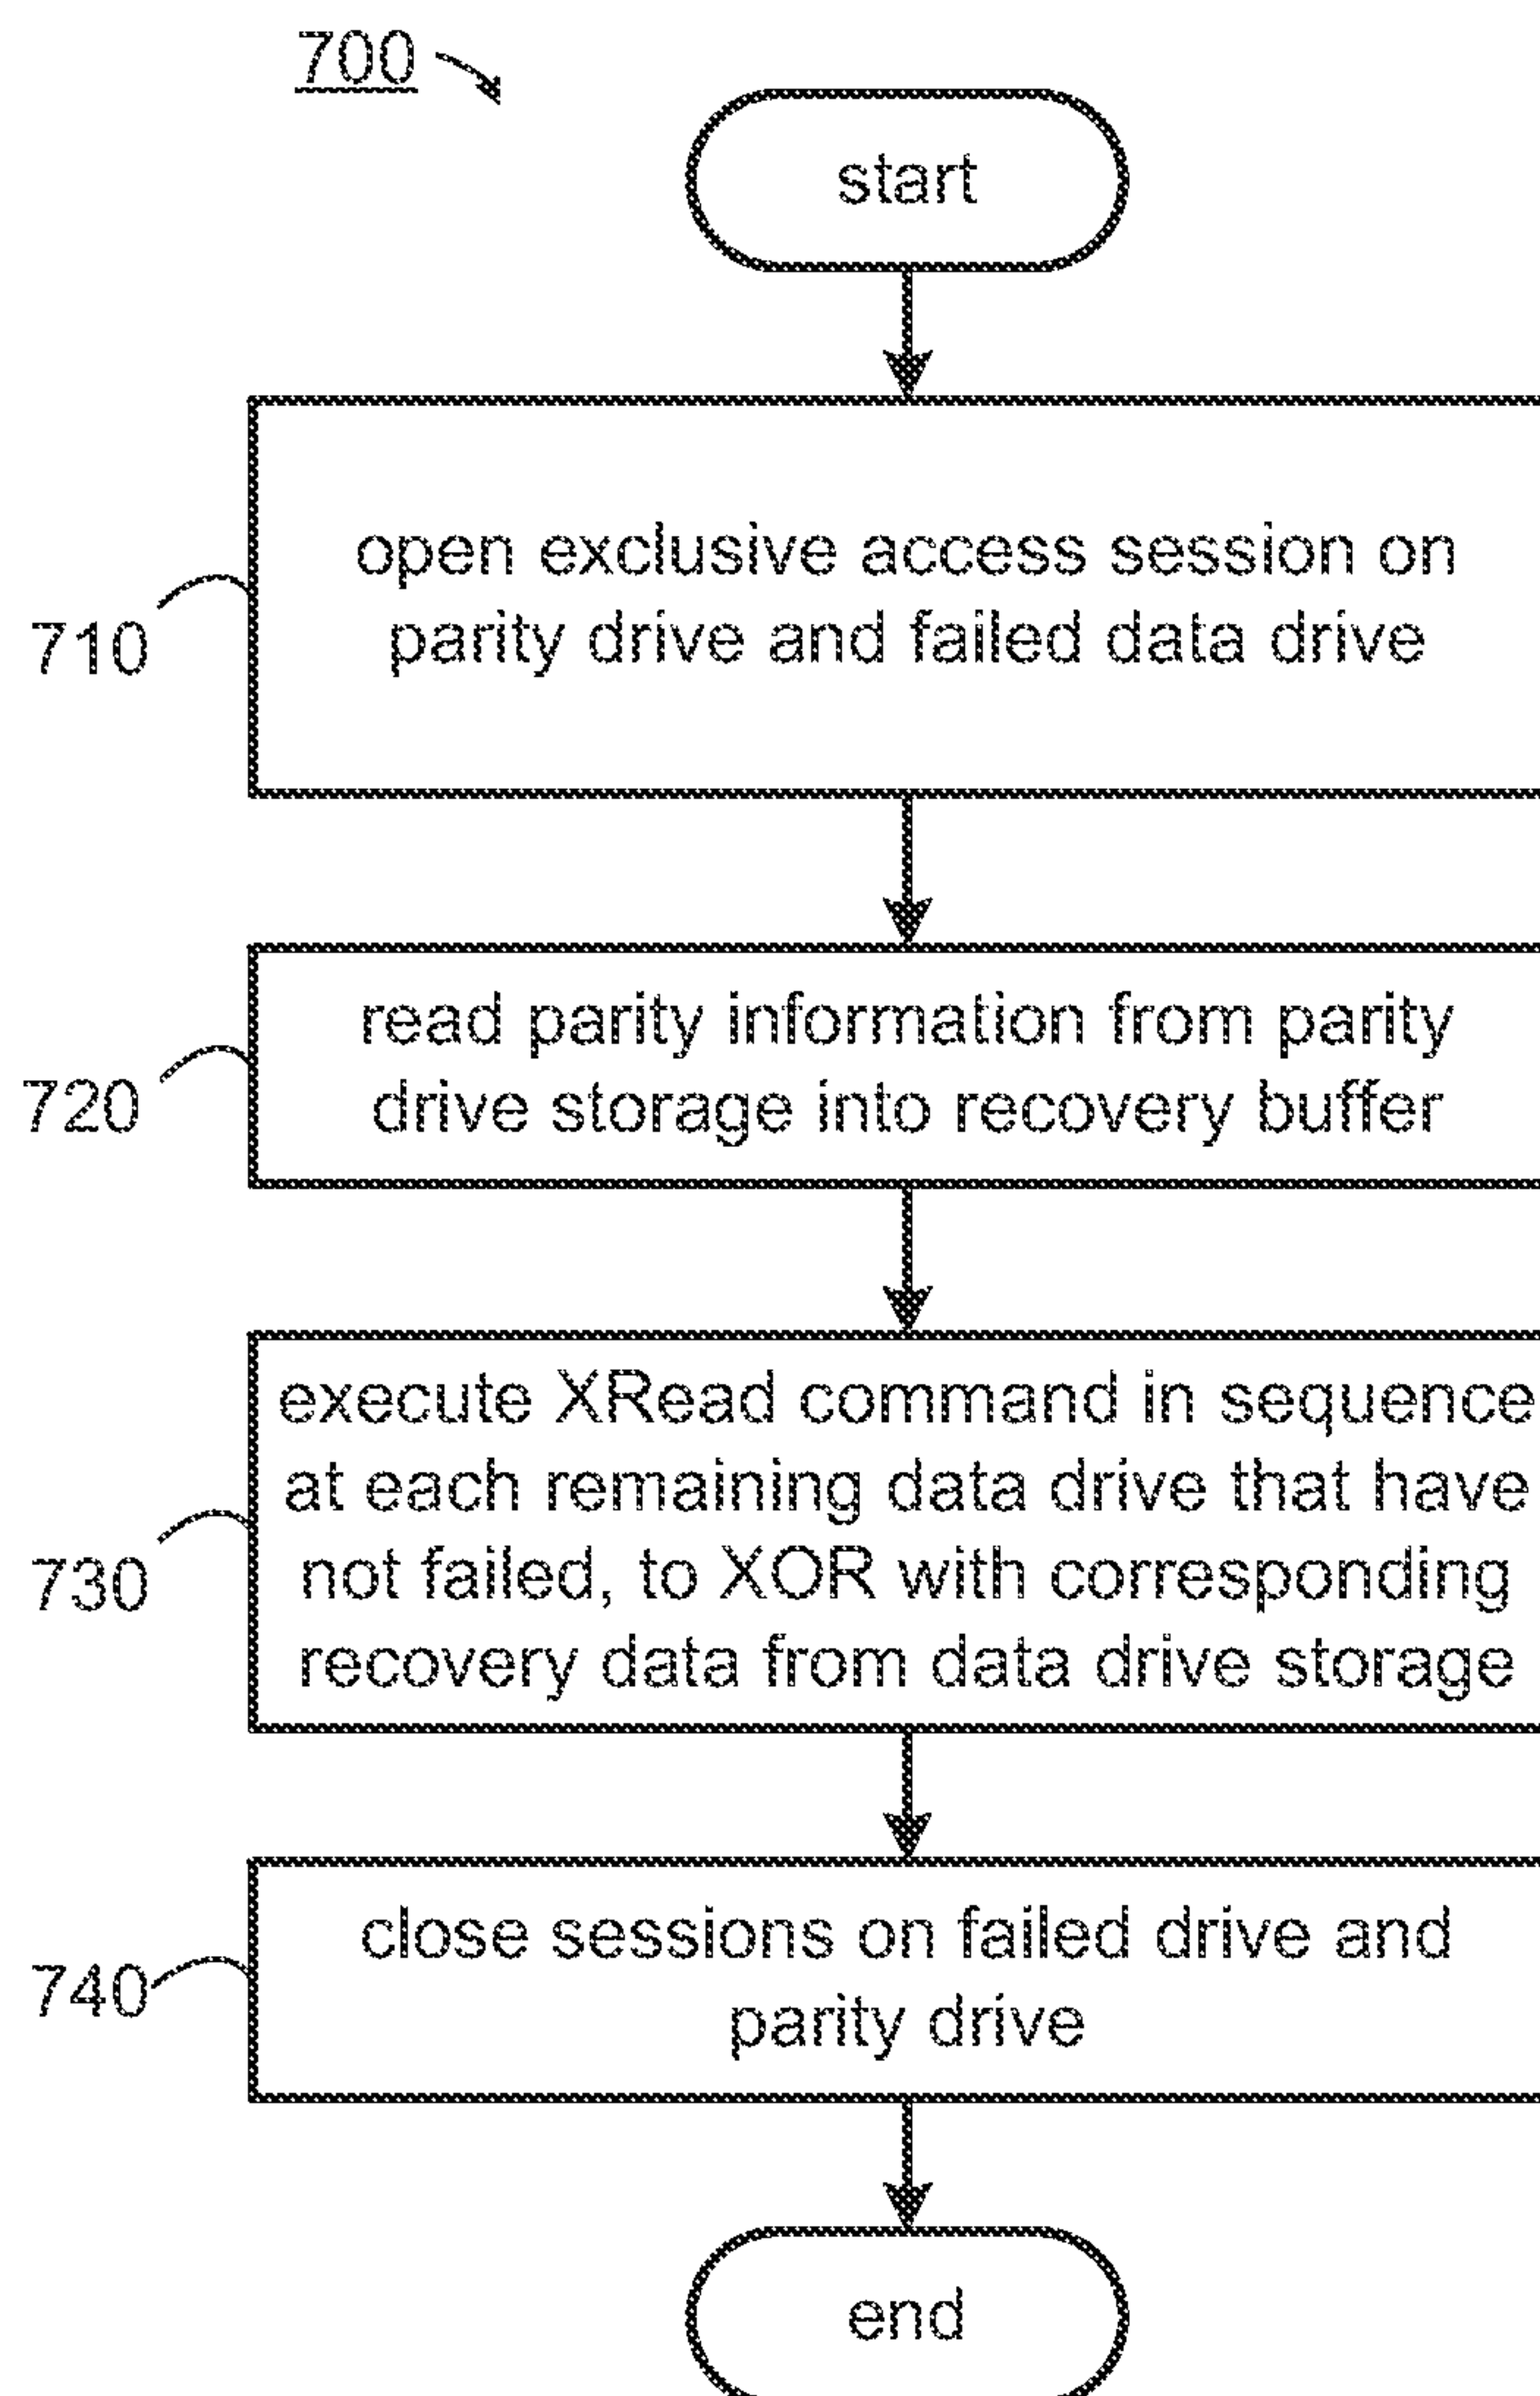 700
start
710
open exclusive access session on
parity drive and failed data drive
720
read parity information from parity
drive storage into recovery buffer
730
execute XRead command in sequence
at each remaining data drive that have
not failed, to XOR with corresponding
recovery data from data drive storage
740
close sessions on failed drive and
parity drive
end